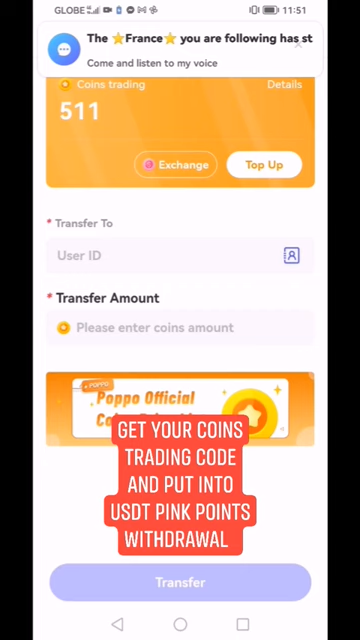 GLOBE
11:51
The ⭐France⭐ you are following has st
Come and listen to my voice
Coins trading
Details
511
Exchange
Top Up
* Transfer To
User ID
* Transfer Amount
Please enter coins amount
POPPO
Poppo Official
GET YOUR COINS
TRADING CODE
AND PUT INTO
USDT PINK POINTS
WITHDRAWAL
Transfer